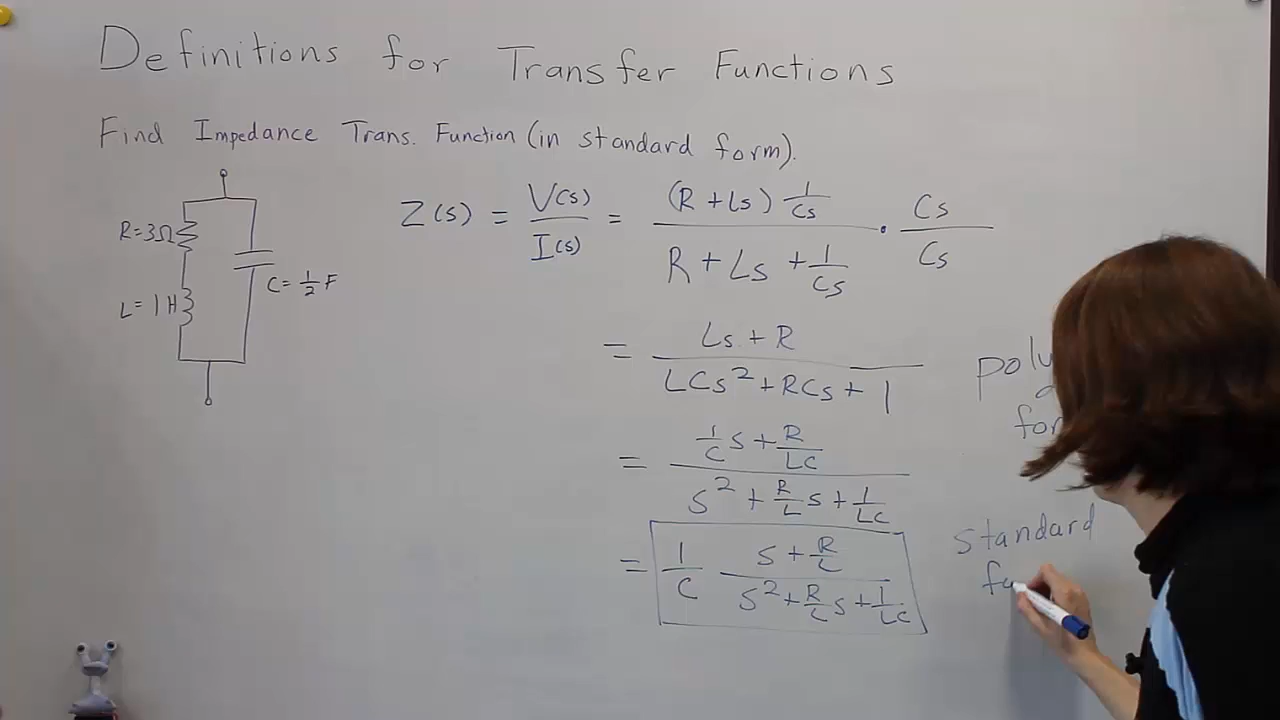 Definitions for Transfer Functions
Find Impedance Trans. Function (in standard form).
R=3Ω
L=1H
C=1/2 F
Z(s) = V(s)/I(s) = (R+Ls) 1/Cs / R+Ls+1/Cs · Cs/Cs
= Ls+R / LCs²+RCs+1
= 1/C s+R/LC / s²+R/L s+1/LC
= 1/C s+R/L / s²+R/L s+1/LC
standard